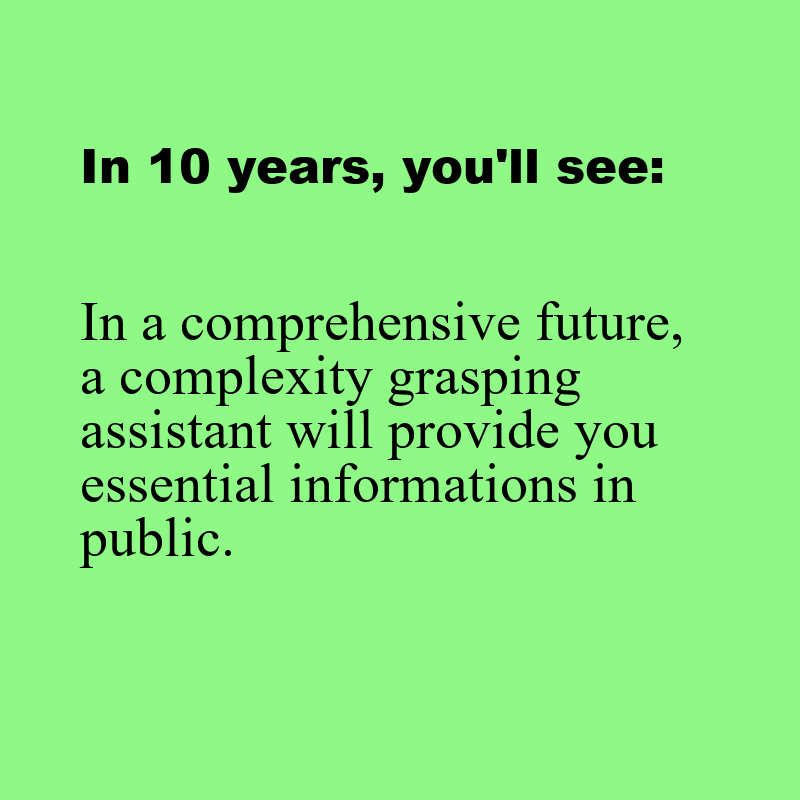 In 10 years, you'll see:
In a comprehensive future,
a complexity grasping
assistant will provide you
essential informations in
public.